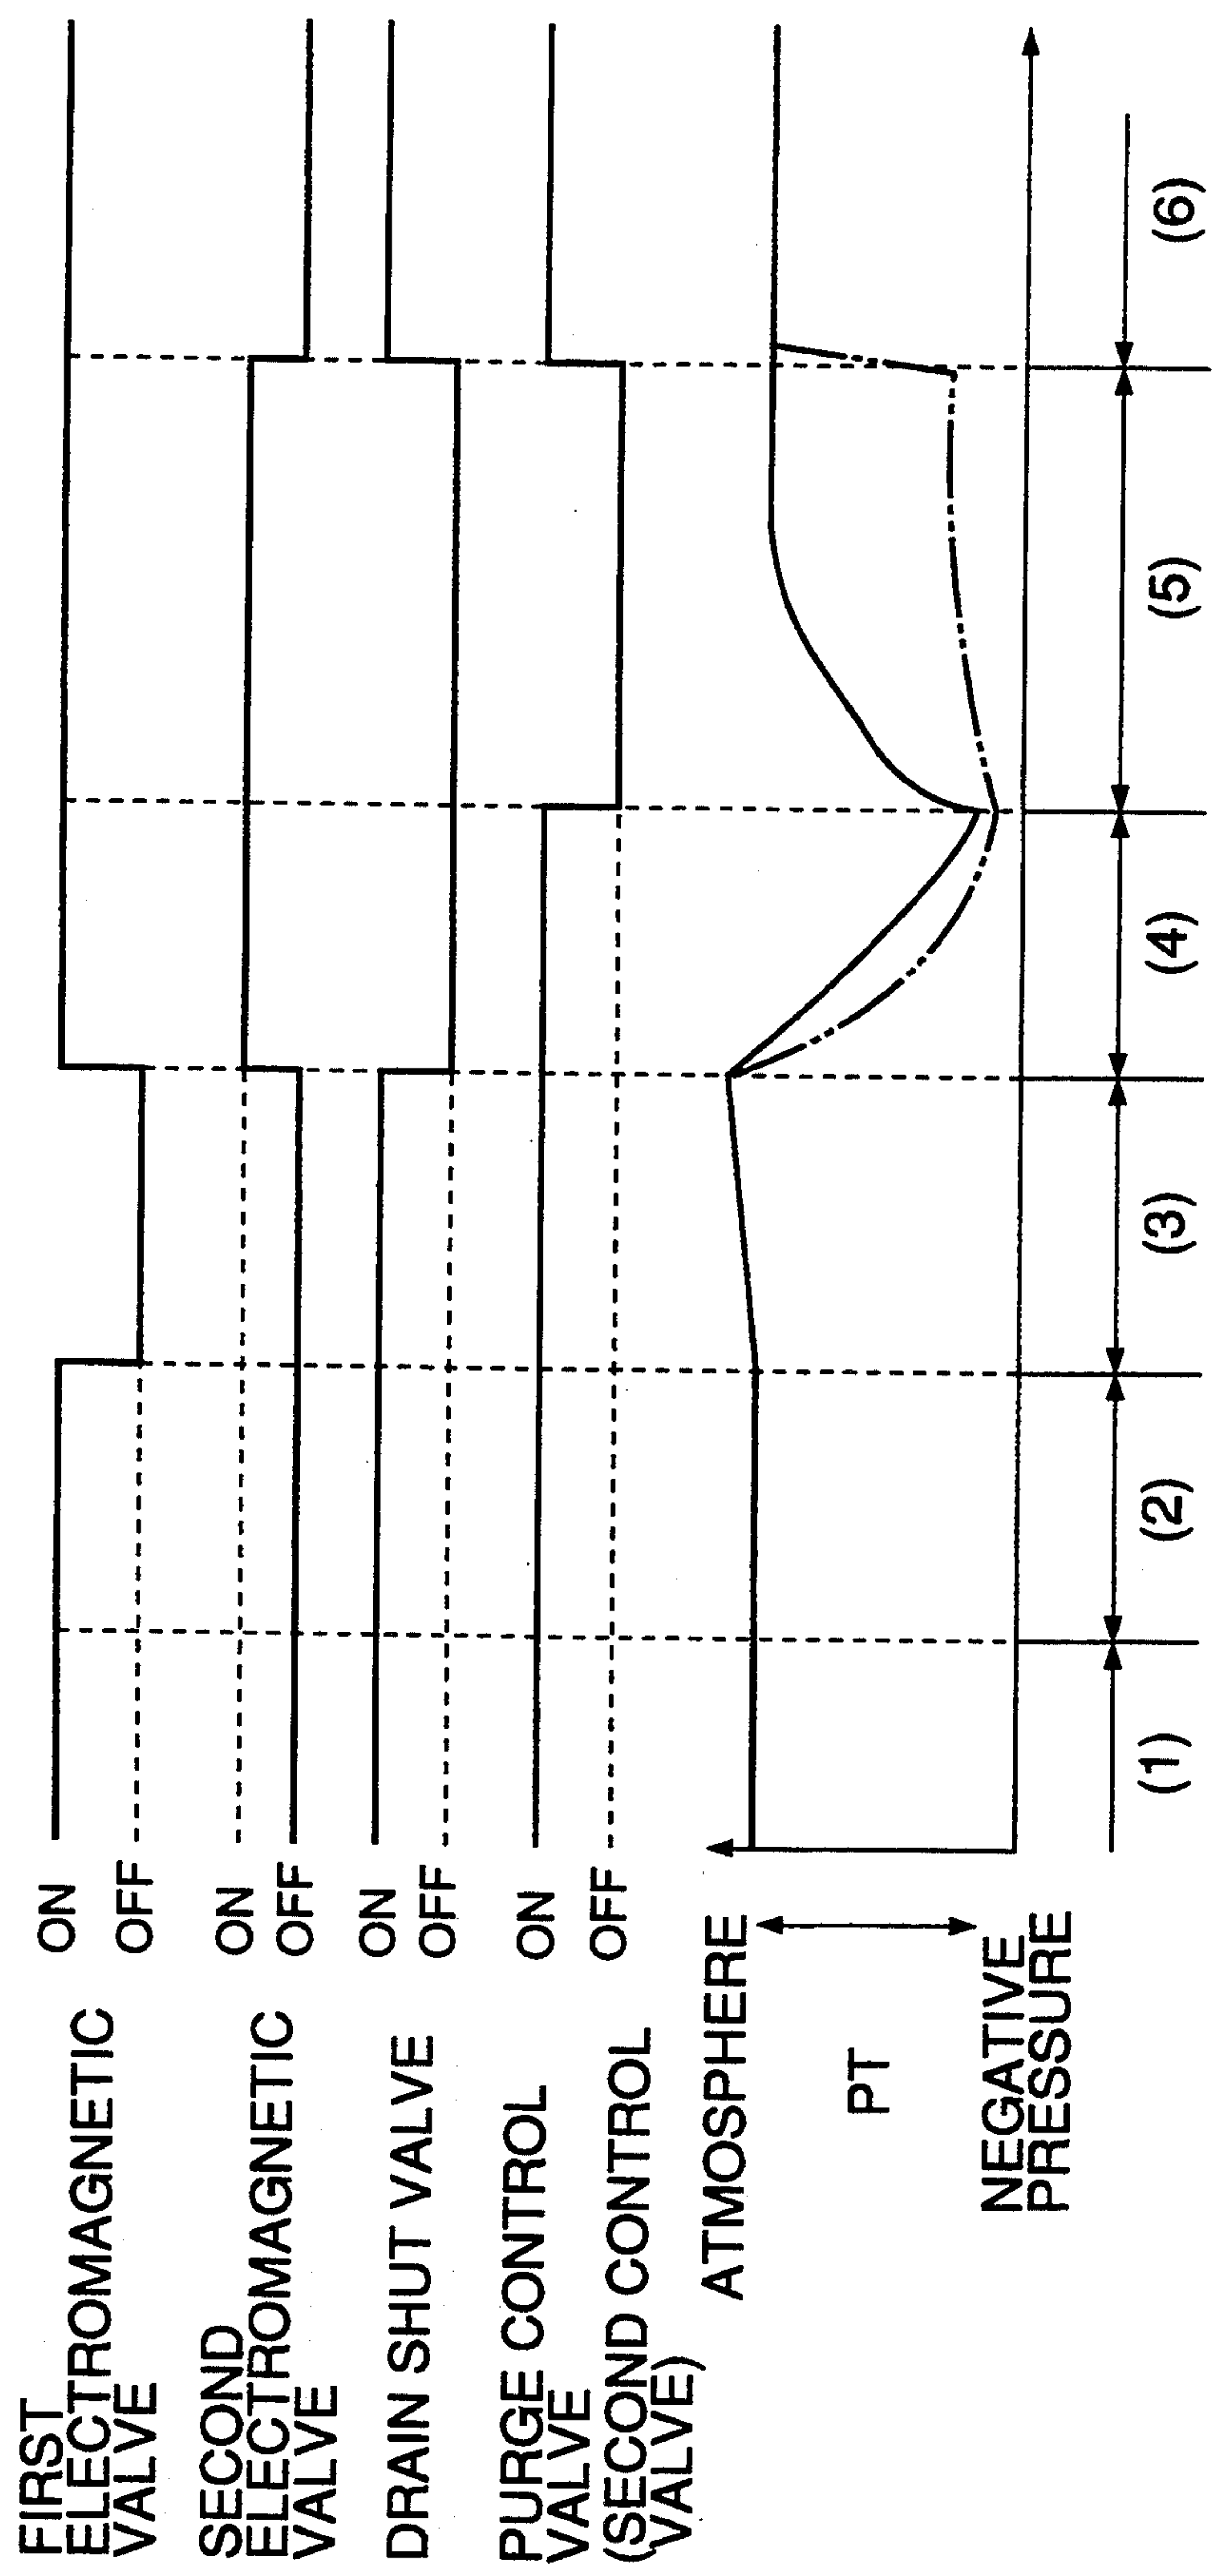 FIRST
ELECTROMAGNETIC
VALVE
ON
OFF
SECOND
ELECTROMAGNETIC
VALVE
ON
OFF
DRAIN SHUT VALVE
ON
OFF
PURGE CONTROL
VALVE
(SECOND CONTROL
VALVE)
ON
OFF
ATMOSPHERE
PT
NEGATIVE
PRESSURE
(1)
(2)
(3)
(4)
(5)
(6)